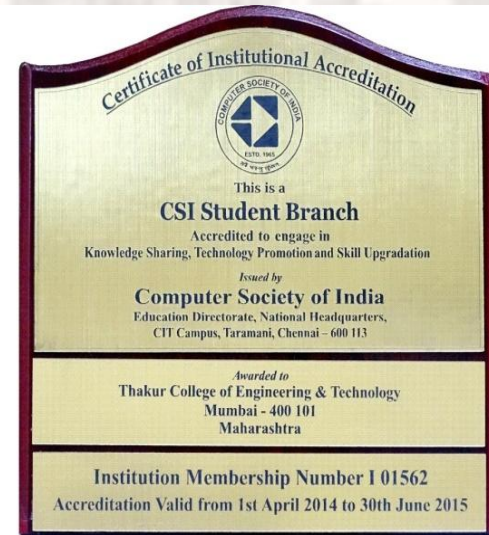 Certificate of Institutional Accreditation
COMPUTER SOCIETY OF INDIA
ESTD. 1965
This is a
CSI Student Branch
Accredited to engage in
Knowledge Sharing, Technology Promotion and Skill Upgradation
Issued by
Computer Society of India
Education Directorate, National Headquarters,
CIT Campus, Taramani, Chennai – 600 113
Awarded to
Thakur College of Engineering & Technology
Mumbai - 400 101
Maharashtra
Institution Membership Number I 01562
Accreditation Valid from 1st April 2014 to 30th June 2015